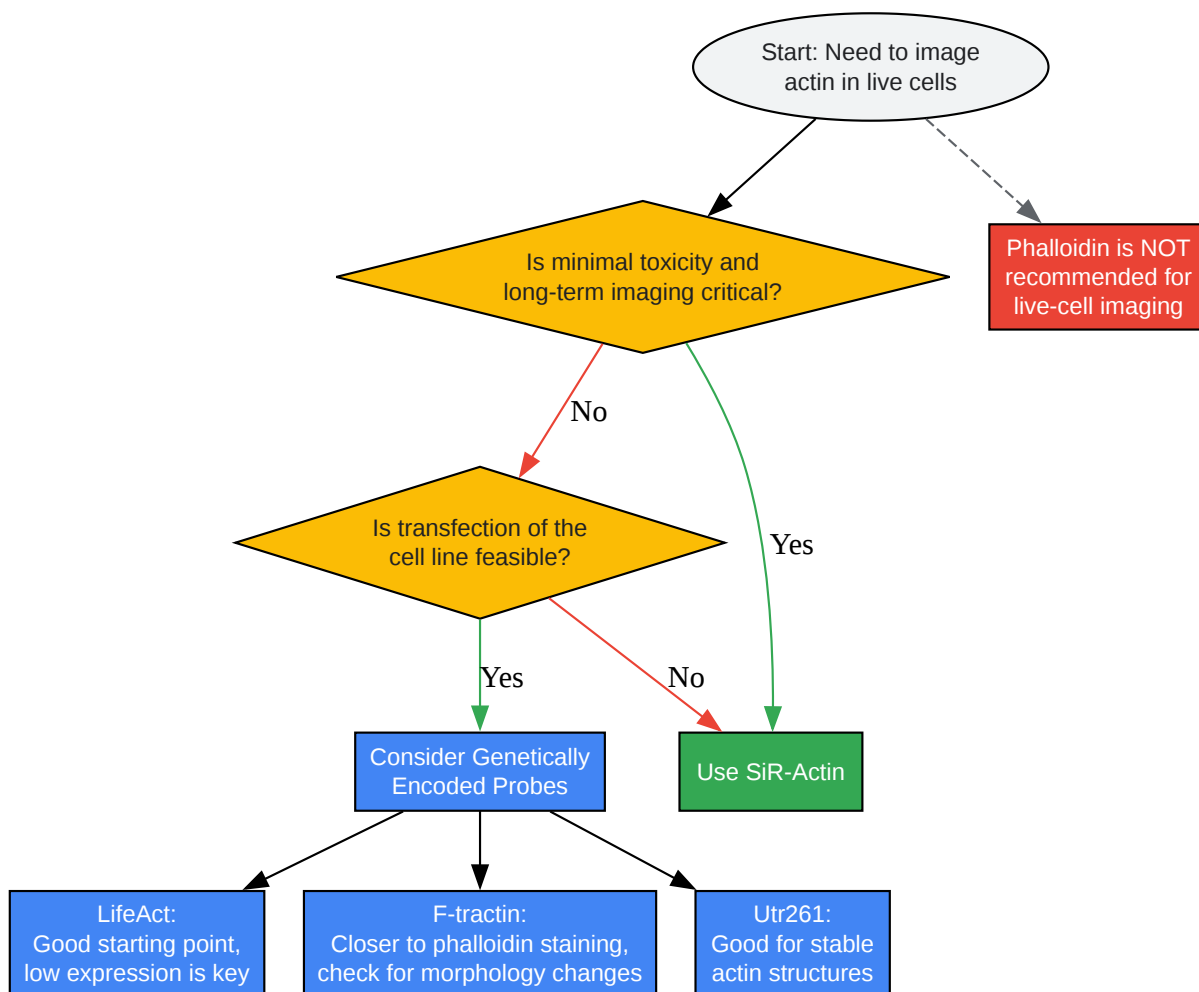 Start: Need to image
actin in live cells
Is minimal toxicity and
long-term imaging critical?
Phalloidin is NOT
recommended for
live-cell imaging
No
Is transfection of the
cell line feasible?
Yes
Yes
No
Consider Genetically
Encoded Probes
Use SiR-Actin
LifeAct:
Good starting point,
low expression is key
F-tractin:
Closer to phalloidin staining,
check for morphology changes
Utr261:
Good for stable
actin structures